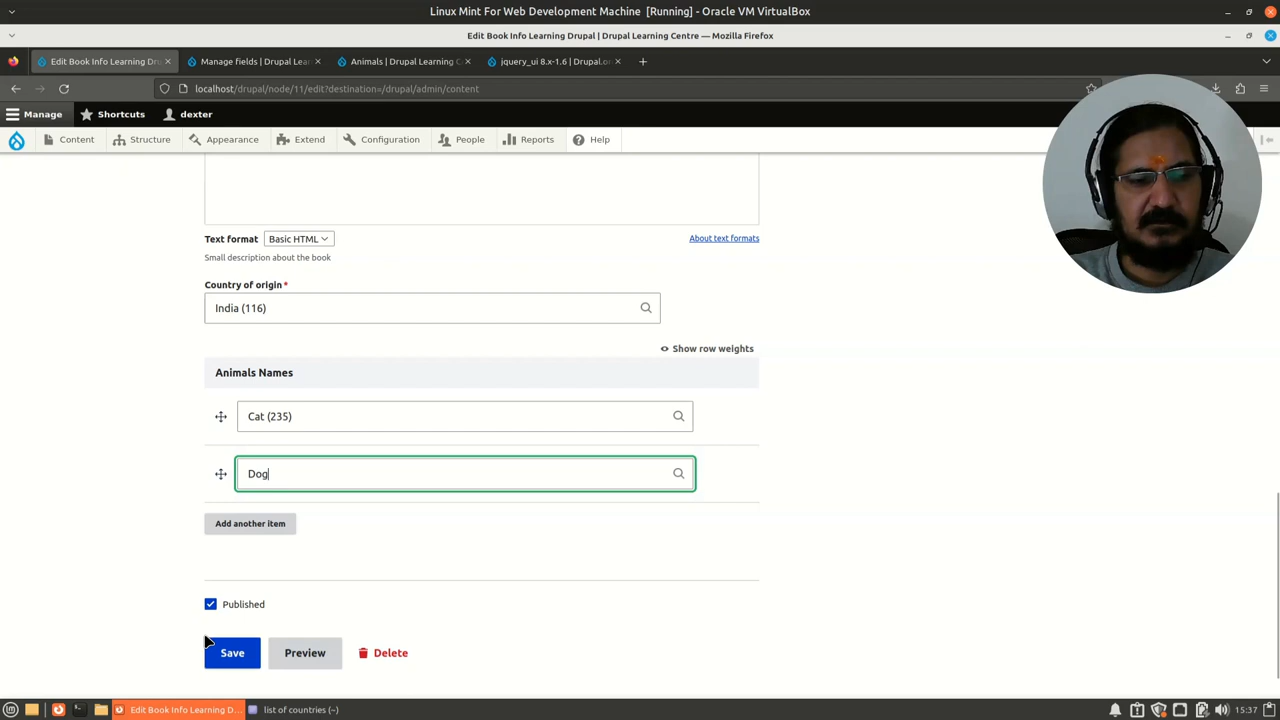 Linux Mint For Web Development Machine [Running] - Oracle VM VirtualBox
Edit Book Info Learning Drupal | Drupal Learning Centre — Mozilla Firefox
Edit Book Info Learning Dru
Manage fields | Drupal Lear
Animals | Drupal Learning C
jquery_ui 8.x-1.6 | Drupal.or
localhost/drupal/node/11/edit?destination=/drupal/admin/content
Manage
Shortcuts
dexter
Content
Structure
Appearance
Extend
Configuration
People
Reports
Help
Text format
Basic HTML
About text formats
Small description about the book
Country of origin*
India (116)
Show row weights
Animals Names
Cat (235)
Dog
Add another item
Published
Save
Preview
Delete
Edit Book Info Learning D...
list of countries (~)
15:37